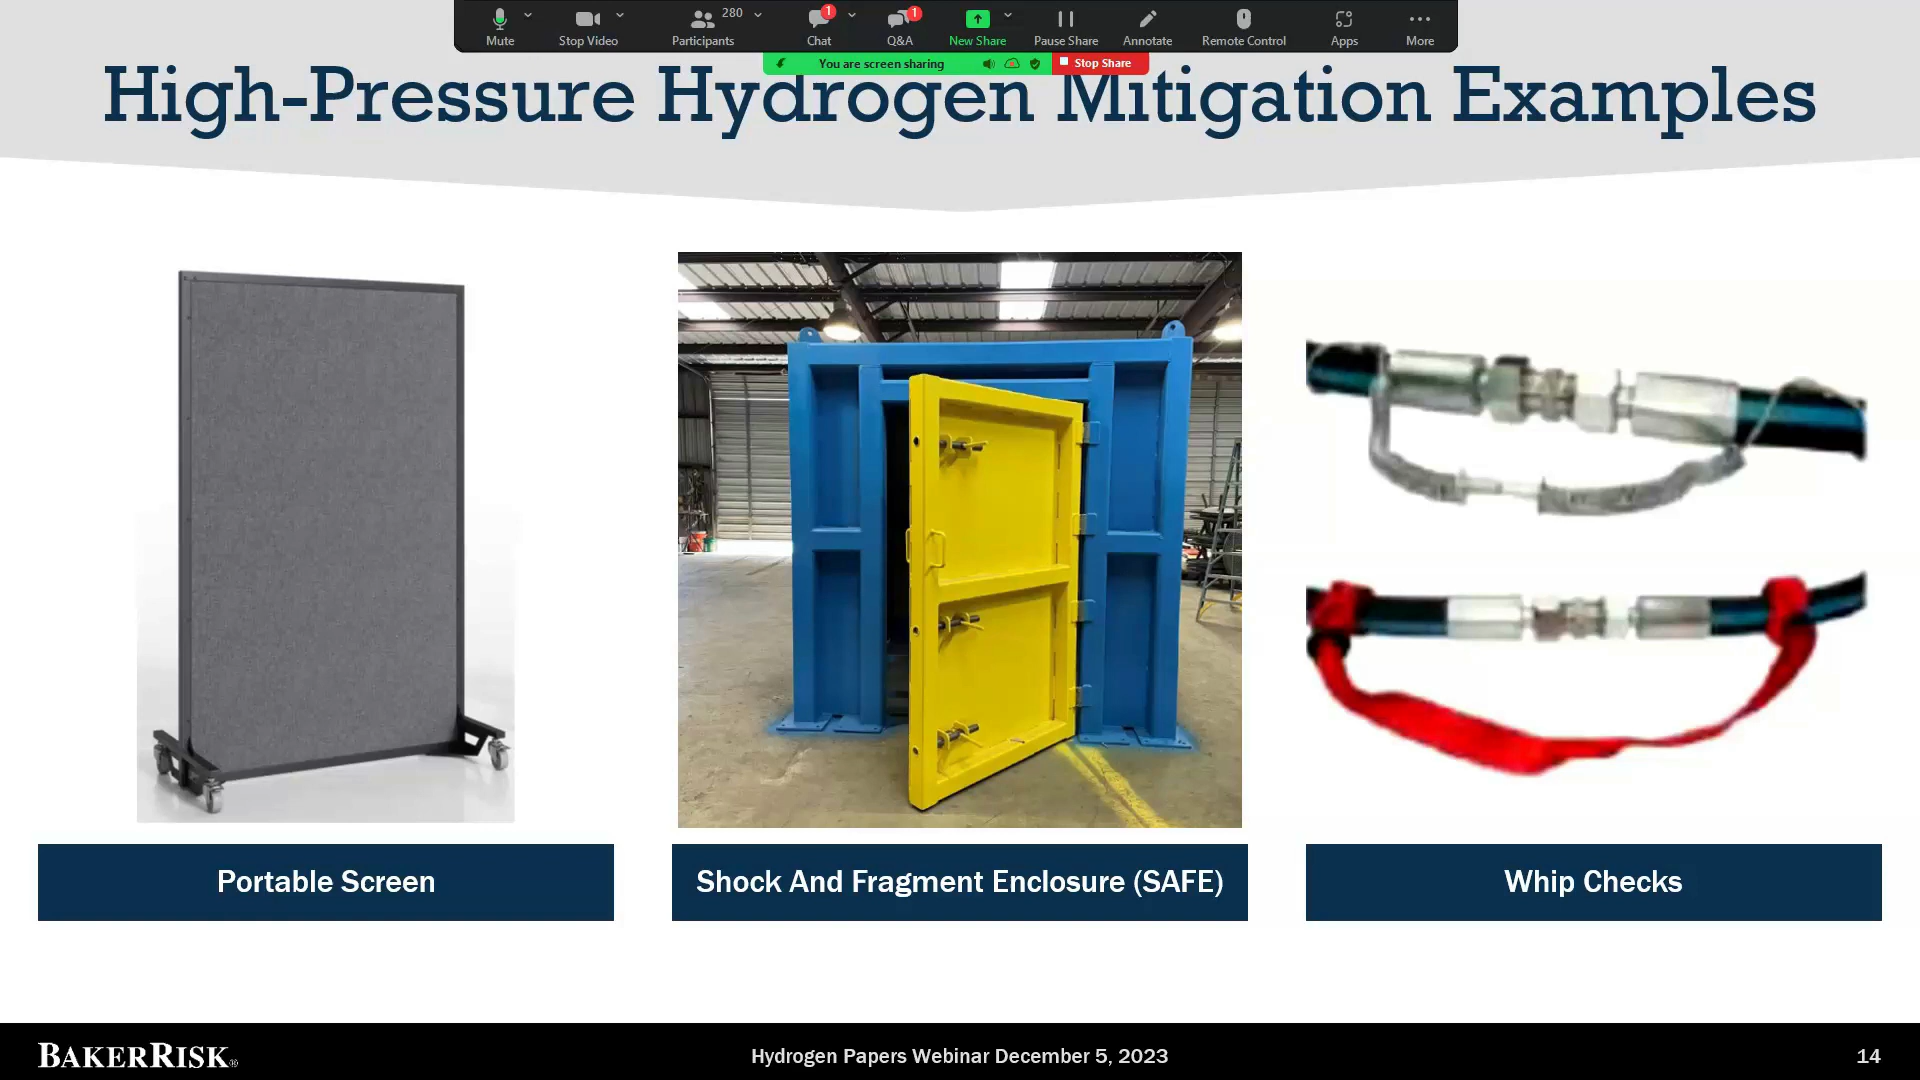 Mute
Stop Video
280
Participants
1
Chat
1
Q&A
New Share
Pause Share
Annotate
Remote Control
Apps
More
You are screen sharing
Stop Share
High-Pressure Hydrogen Mitigation Examples
Portable Screen
Shock And Fragment Enclosure (SAFE)
Whip Checks
BAKERRISK®
Hydrogen Papers Webinar December 5, 2023
14